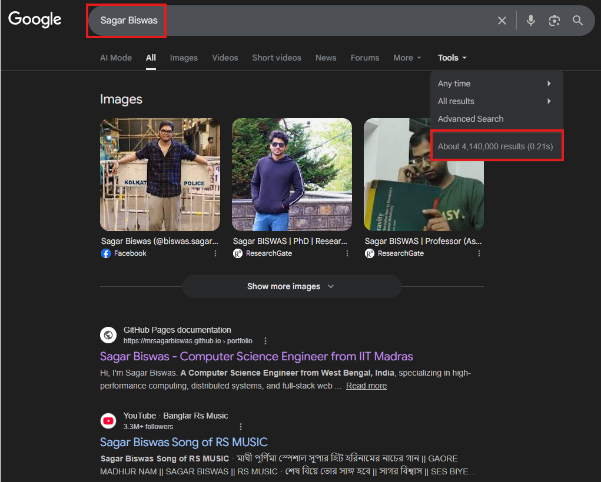 Google
Sagar Biswas
AI Mode All Images Videos Short videos News Forums More Tools
Any time
All results
Advanced Search
About 4,140,000 results (0.21s)
Images
KOLKAT POLICE
ASY.
Sagar Biswas (@biswas.sagar...
Facebook
Sagar BISWAS | PhD | Resear...
ResearchGate
Sagar BISWAS | Professor (As...
ResearchGate
Show more images
GitHub Pages documentation
https://mrsagarbiswas.github.io › portfolio
Sagar Biswas - Computer Science Engineer from IIT Madras
Hi, I'm Sagar Biswas. A Computer Science Engineer from West Bengal, India, specializing in high-
performance computing, distributed systems, and full-stack web ... Read more
YouTube · Banglar Rs Music
3.3M+ followers
Sagar Biswas Song of RS MUSIC
Sagar Biswas Song of RS MUSIC · মাঘী পূর্ণিমা স্পেশাল সুপার হিট হরিনামের নাচের গান || GAORE
MADHUR NAM || SAGAR BISWAS || RS MUSIC · শেষ বিয়ে তোর সাঙ্গ হবে || সাগর বিশ্বাস || SES BIYE...